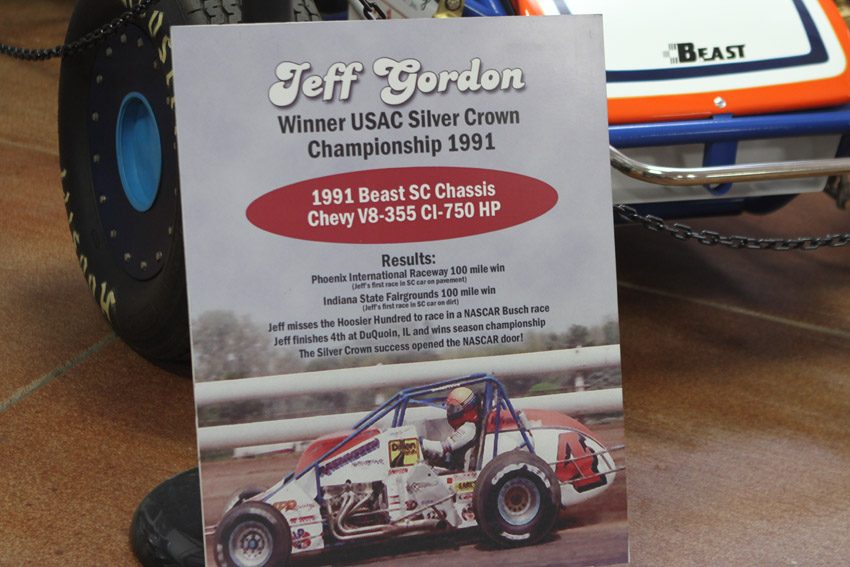 BEAST
Jeff Gordon
Winner USAC Silver Crown
Championship 1991
1991 Beast SC Chassis
Chevy V8-355 CI-750 HP
Results:
Phoenix International Raceway 100 mile win
(Jeff's first race in SC car on pavement)
Indiana State Fairgrounds 100 mile win
(Jeff's first race in SC car on dirt)
Jeff misses the Hoosier Hundred to race in a NASCAR Busch race
Jeff finishes 4th at DuQuoin, IL and wins season championship
The Silver Crown success opened the NASCAR door!
Dillon
4